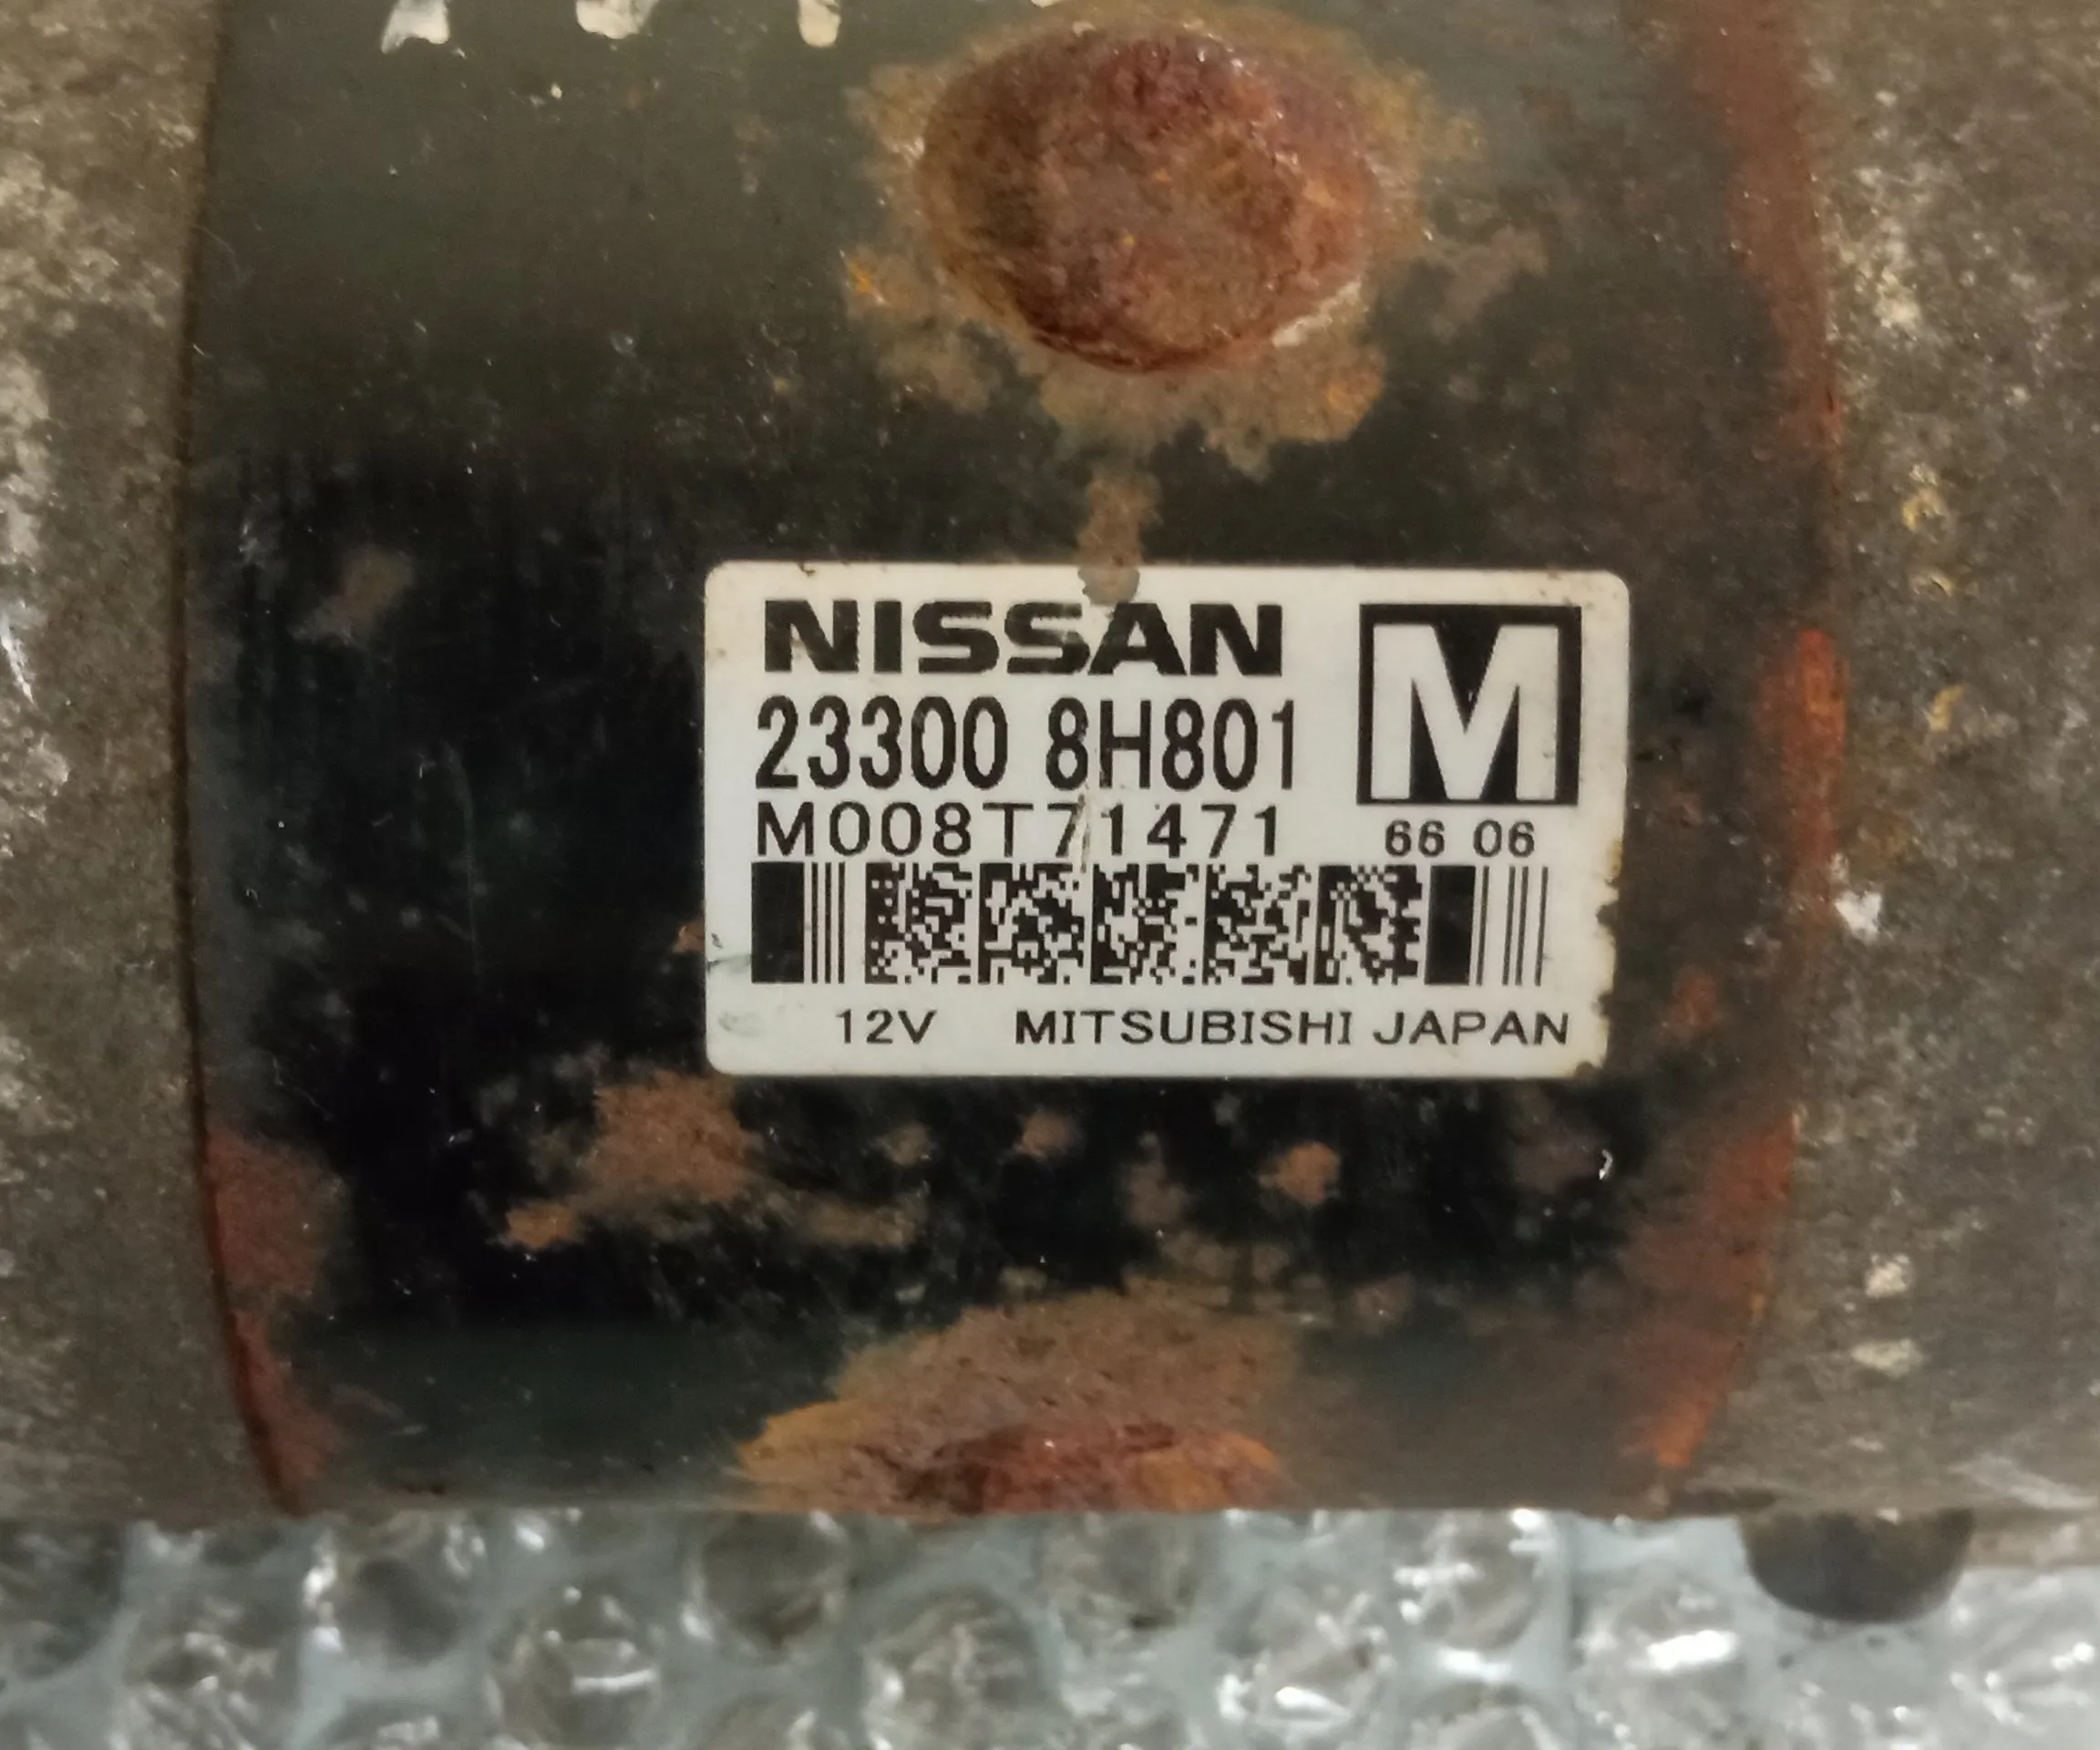 NISSAN
M
23300 8H801
M008T71471
66 06
12V MITSUBISHI JAPAN